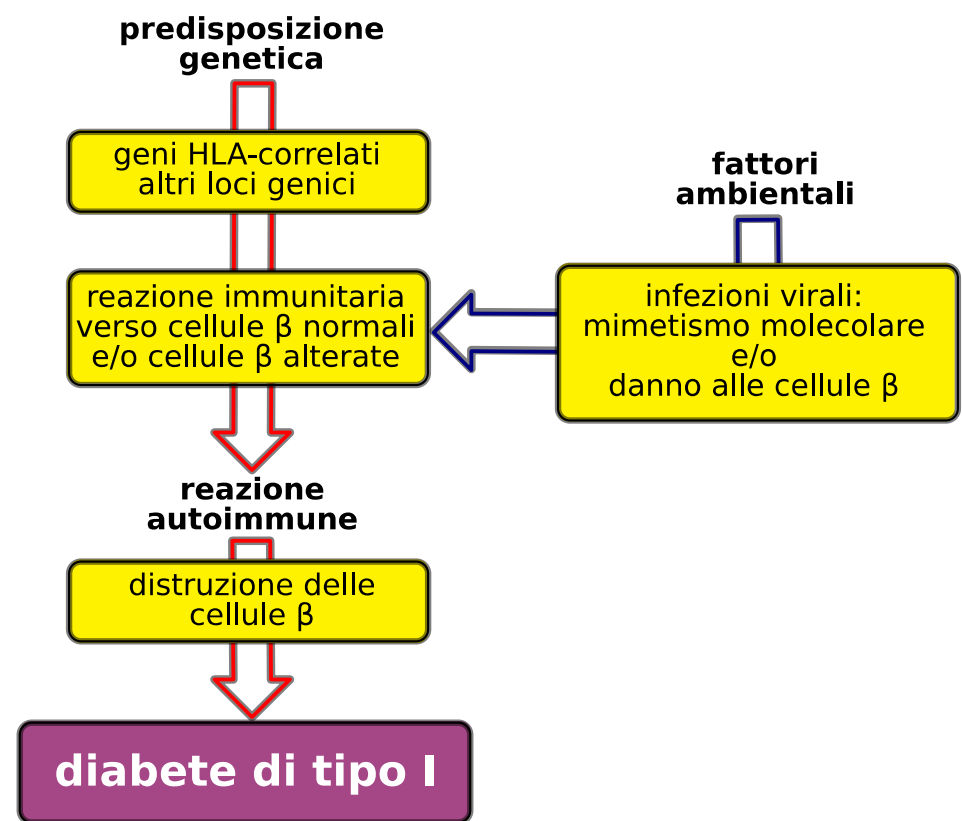 predisposizione
genetica
geni HLA-correlati
altri loci genici
fattori
ambientali
reazione immunitaria
verso cellule β normali
e/o cellule β alterate
infezioni virali:
mimetismo molecolare
e/o
danno alle cellule β
reazione
autoimmune
distruzione delle
cellule β
diabete di tipo I